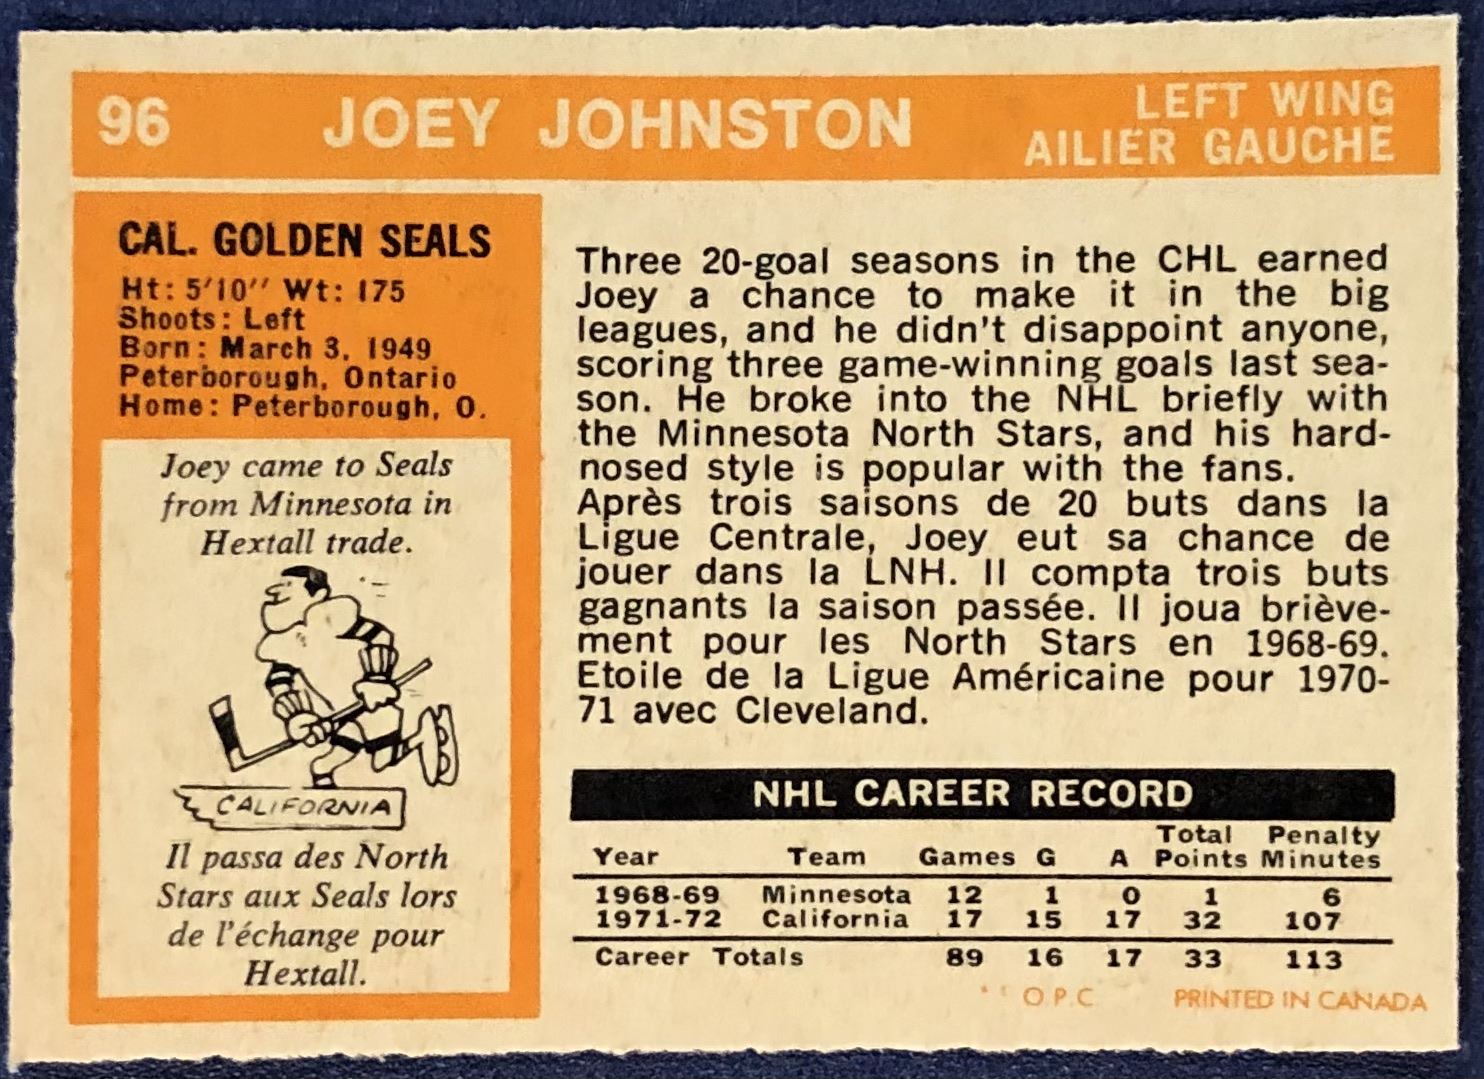 96 JOEY JOHNSTON
LEFT WING
AILIER GAUCHE
CAL. GOLDEN SEALS
Ht: 5'10" Wt: 175
Shoots: Left
Born: March 3, 1949
Peterborough, Ontario
Home: Peterborough, O.
Joey came to Seals
from Minnesota in
Hextall trade.
CALIFORNIA
Il passa des North
Stars aux Seals lors
de l'échange pour
Hextall.
Three 20-goal seasons in the CHL earned
Joey a chance to make it in the big
leagues, and he didn't disappoint anyone,
scoring three game-winning goals last sea-
son. He broke into the NHL briefly with
the Minnesota North Stars, and his hard-
nosed style is popular with the fans.
Après trois saisons de 20 buts dans la
Ligue Centrale, Joey eut sa chance de
jouer dans la LNH. Il compta trois buts
gagnants la saison passée. Il joua briève-
ment pour les North Stars en 1968-69.
Etoile de la Ligue Américaine pour 1970-
71 avec Cleveland.
NHL CAREER RECORD
Year Team Games G A Total Points Penalty Minutes
1968-69 Minnesota 12 1 0 1 6
1971-72 California 17 15 17 32 107
Career Totals 89 16 17 33 113
O.P.C. PRINTED IN CANADA